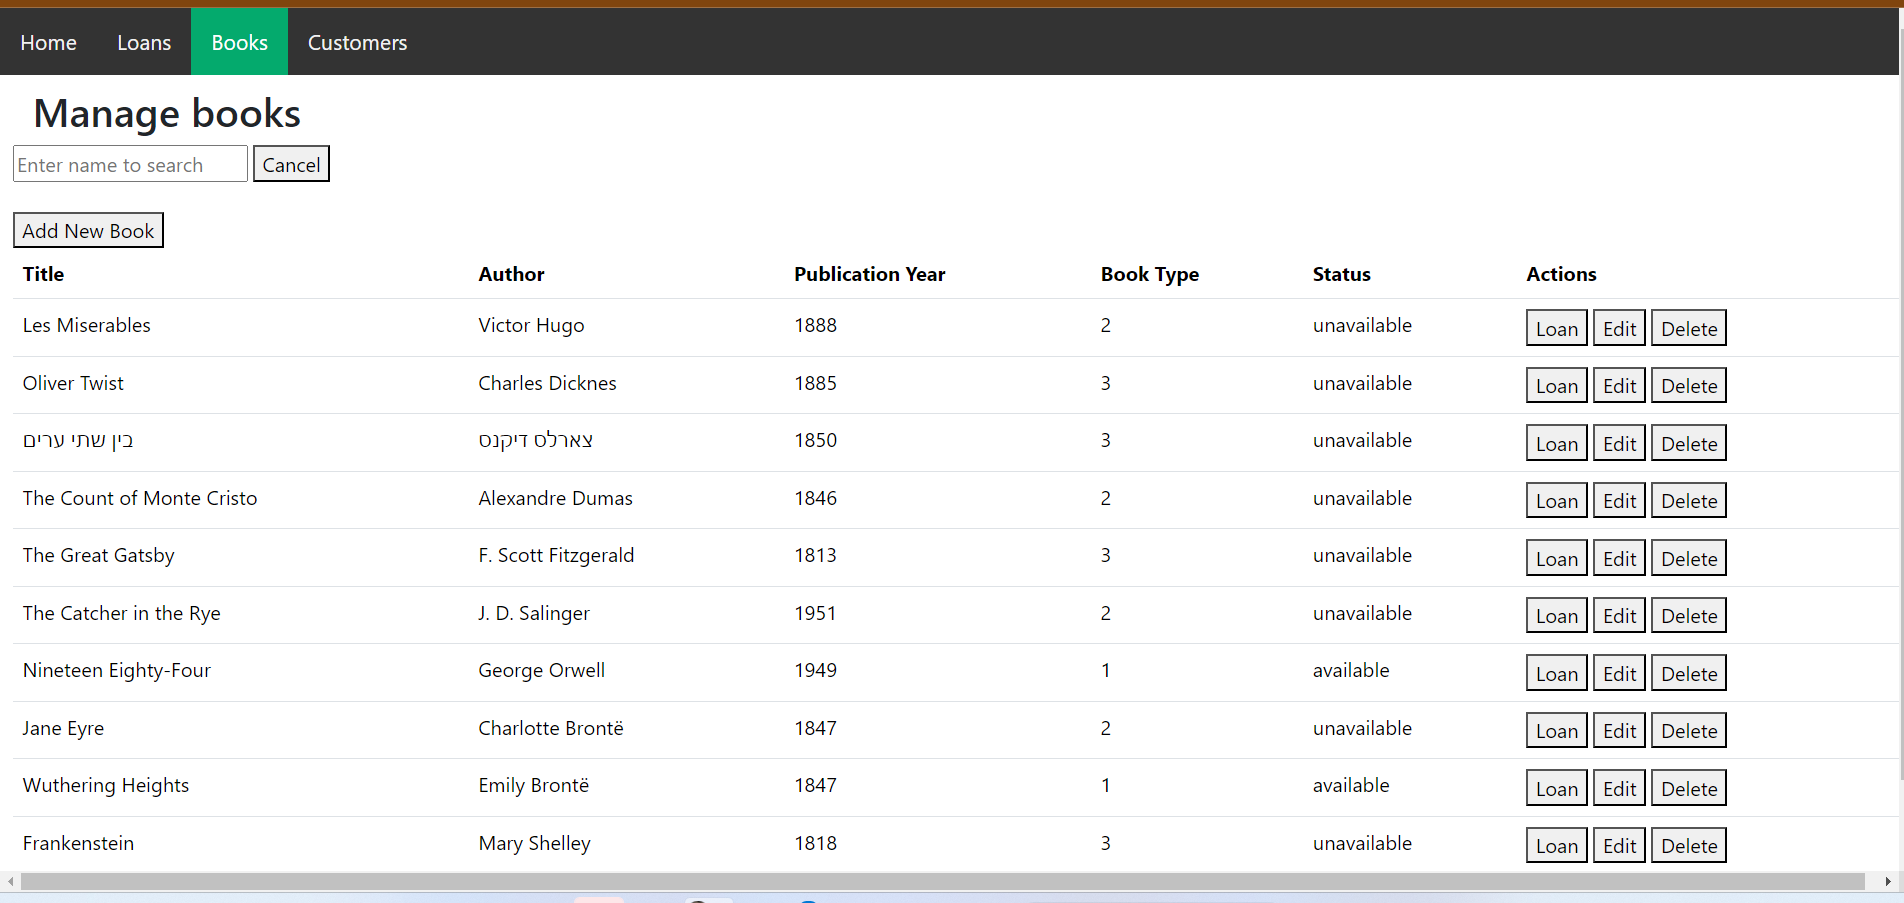 Home Loans Books Customers
Manage books
Enter name to search Cancel
Add New Book
Title Author Publication Year Book Type Status Actions
Les Miserables Victor Hugo 1888 2 unavailable Loan Edit Delete
Oliver Twist Charles Dicknes 1885 3 unavailable Loan Edit Delete
בין שתי ערים צארלס דיקנס 1850 3 unavailable Loan Edit Delete
The Count of Monte Cristo Alexandre Dumas 1846 2 unavailable Loan Edit Delete
The Great Gatsby F. Scott Fitzgerald 1813 3 unavailable Loan Edit Delete
The Catcher in the Rye J. D. Salinger 1951 2 unavailable Loan Edit Delete
Nineteen Eighty-Four George Orwell 1949 1 available Loan Edit Delete
Jane Eyre Charlotte Brontë 1847 2 unavailable Loan Edit Delete
Wuthering Heights Emily Brontë 1847 1 available Loan Edit Delete
Frankenstein Mary Shelley 1818 3 unavailable Loan Edit Delete